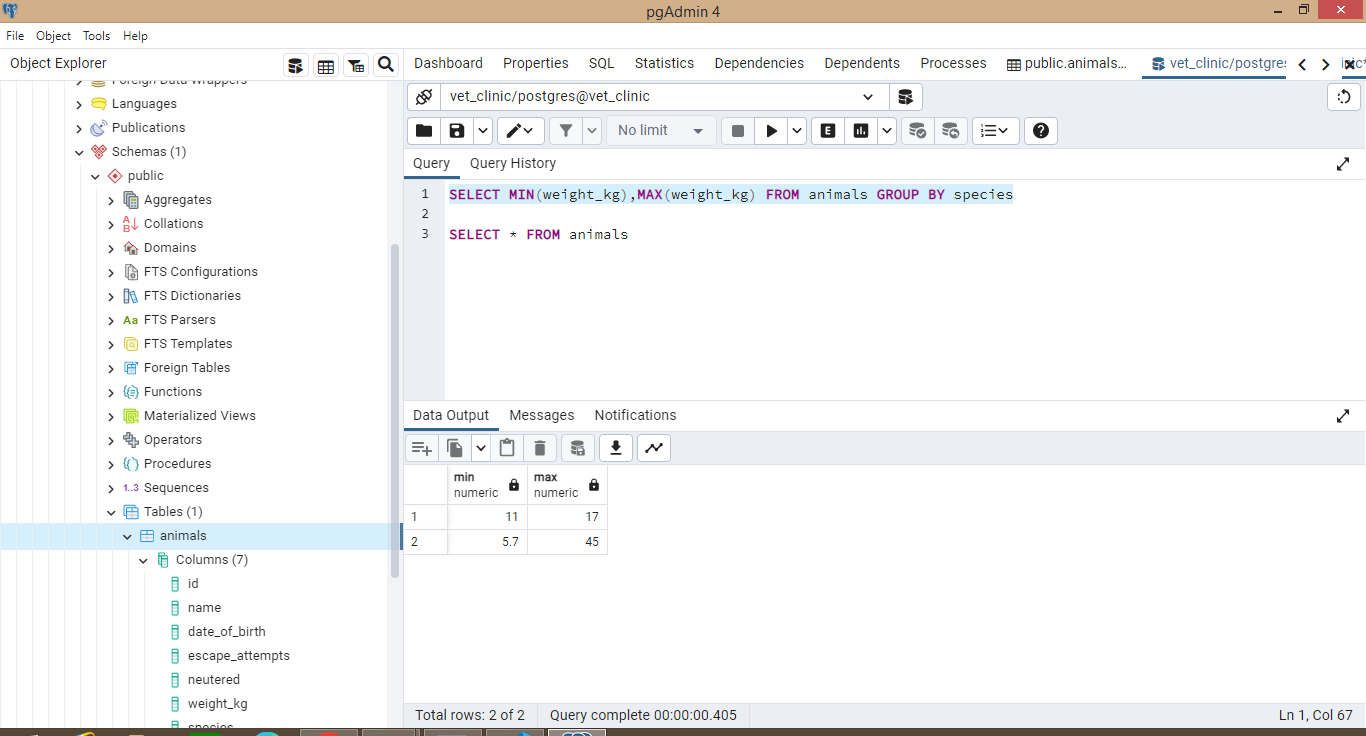 pgAdmin 4
File Object Tools Help
Object Explorer
Dashboard Properties SQL Statistics Dependencies Dependents Processes public.animals... vet_clinic/postgres
Foreign Data Wrappers
Languages
Publications
Schemas (1)
public
Aggregates
Collations
Domains
FTS Configurations
FTS Dictionaries
Aa FTS Parsers
FTS Templates
Foreign Tables
Functions
Materialized Views
Operators
Procedures
1..3 Sequences
Tables (1)
animals
Columns (7)
id
name
date_of_birth
escape_attempts
neutered
weight_kg
species
vet_clinic/postgres@vet_clinic
No limit
E
Query Query History
1 SELECT MIN(weight_kg),MAX(weight_kg) FROM animals GROUP BY species
2
3 SELECT * FROM animals
Data Output Messages Notifications
min max
numeric numeric
1 11 17
2 5.7 45
Total rows: 2 of 2 Query complete 00:00:00.405 Ln 1, Col 67